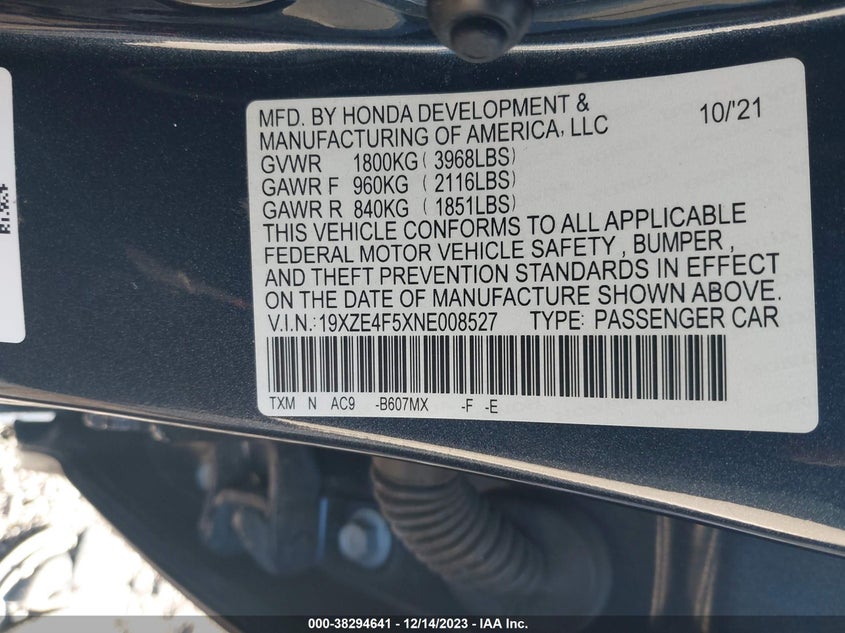 MFD. BY HONDA DEVELOPMENT & MANUFACTURING OF AMERICA, LLC 10/'21
GVWR 1800KG ( 3968LBS)
GAWR F 960KG ( 2116LBS)
GAWR R 840KG ( 1851LBS)
THIS VEHICLE CONFORMS TO ALL APPLICABLE
FEDERAL MOTOR VEHICLE SAFETY , BUMPER ,
AND THEFT PREVENTION STANDARDS IN EFFECT
ON THE DATE OF MANUFACTURE SHOWN ABOVE.
V.I.N.: 19XZE4F5XNE008527 TYPE: PASSENGER CAR
TXM N AC9 -B607MX -F -E
000-38294641 - 12/14/2023 - IAA Inc.